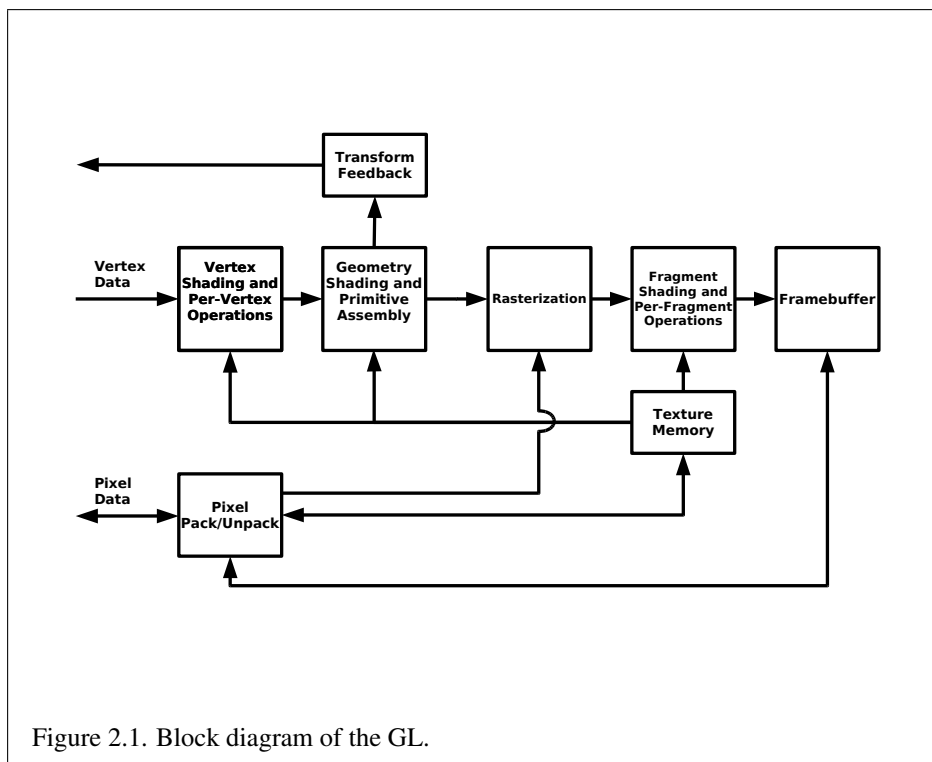 Transform
Feedback
Vertex
Data
Vertex
Shading and
Per-Vertex
Operations
Geometry
Shading and
Primitive
Assembly
Rasterization
Fragment
Shading and
Per-Fragment
Operations
Framebuffer
Texture
Memory
Pixel
Data
Pixel
Pack/Unpack
Figure 2.1. Block diagram of the GL.